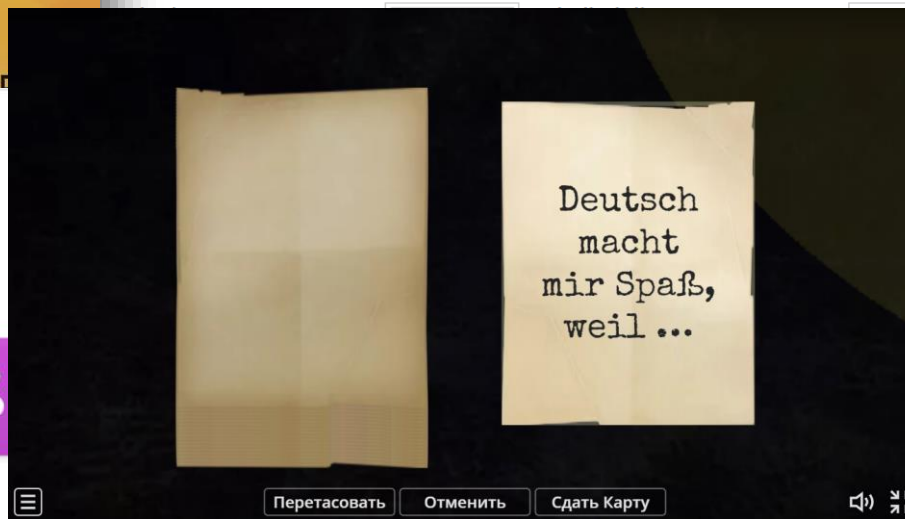 Deutsch
macht
mir Spaß,
weil ...
Перетасовать
Отменить
Сдать Карту